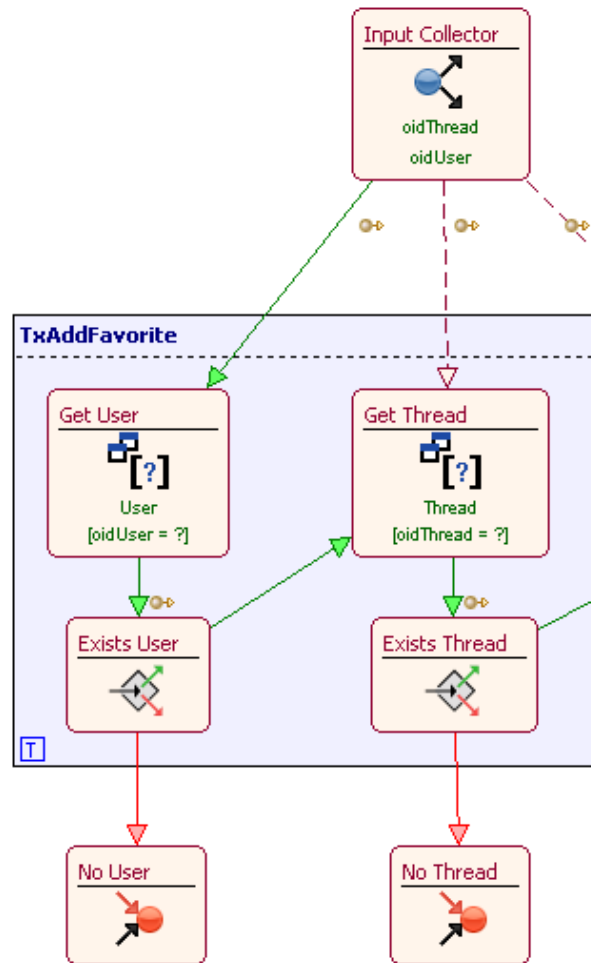 Input Collector
oidThread
oidUser
TxAddFavorite
Get User
[?]
User
[oidUser = ?]
Get Thread
[?]
Thread
[oidThread = ?]
Exists User
Exists Thread
T
No User
No Thread